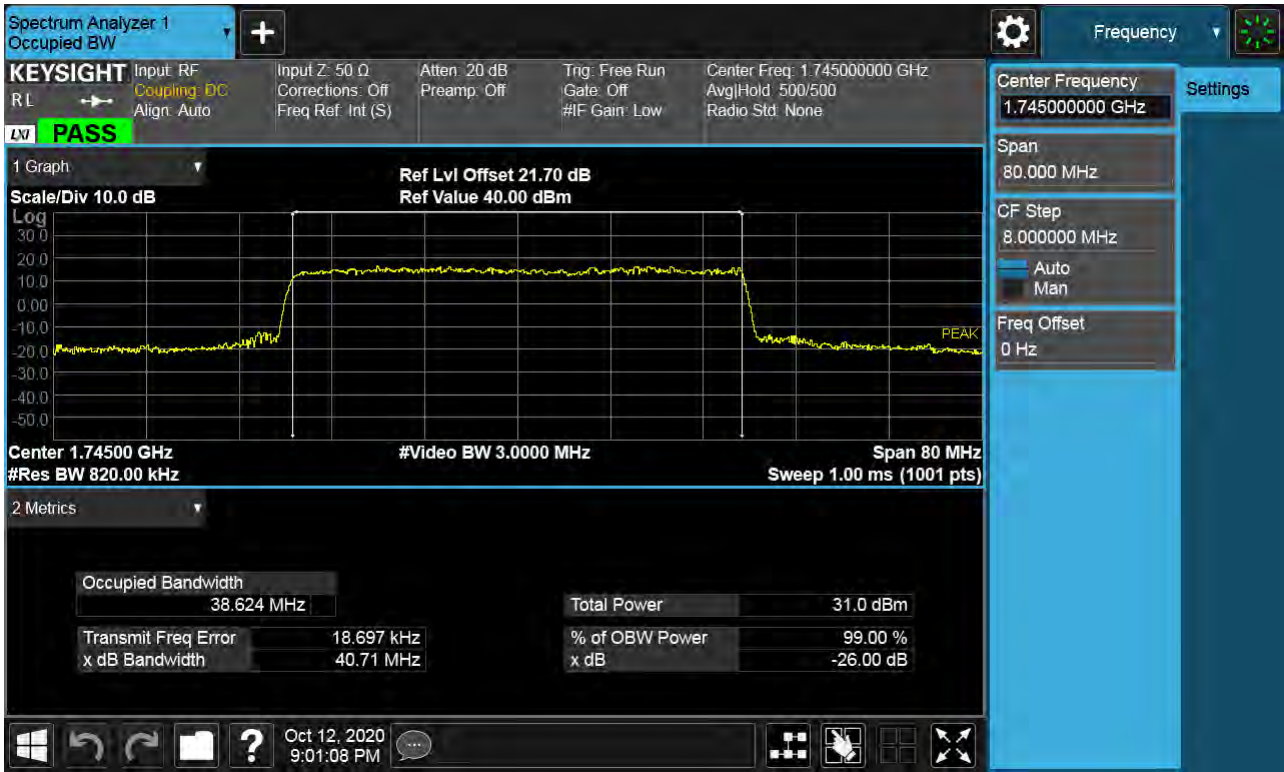 Spectrum Analyzer 1
Occupied BW
+
Frequency
KEYSIGHT
RL
LXI
PASS
Input: RF
Coupling: DC
Align: Auto
Input Z: 50 Ω
Corrections: Off
Freq Ref: Int (S)
Atten: 20 dB
Preamp: Off
Trig: Free Run
Gate: Off
#IF Gain: Low
Center Freq: 1.745000000 GHz
Avg|Hold: 500/500
Radio Std: None
Center Frequency
1.745000000 GHz
Settings
Span
80.000 MHz
CF Step
8.000000 MHz
Auto
Man
Freq Offset
0 Hz
1 Graph
Scale/Div 10.0 dB
Ref Lvl Offset 21.70 dB
Ref Value 40.00 dBm
Log
30.0
20.0
10.0
0.00
-10.0
-20.0
-30.0
-40.0
-50.0
PEAK
Center 1.74500 GHz
#Video BW 3.0000 MHz
Span 80 MHz
#Res BW 820.00 kHz
Sweep 1.00 ms (1001 pts)
2 Metrics
Occupied Bandwidth
38.624 MHz
Total Power 31.0 dBm
Transmit Freq Error 18.697 kHz
% of OBW Power 99.00 %
x dB Bandwidth 40.71 MHz
x dB -26.00 dB
?
Oct 12, 2020
9:01:08 PM